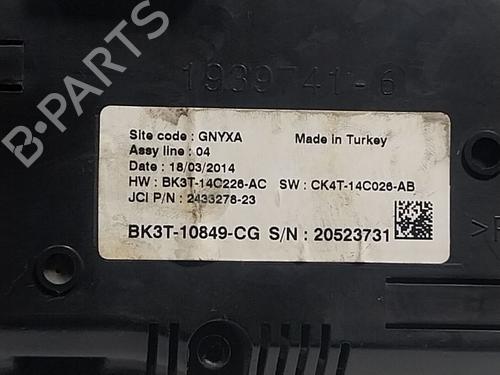 1939741-6
Site code : GNYXA Made in Turkey
Assy line : 04
Date : 18/03/2014
HW : BK3T-14C226-AC SW : CK4T-14C026-AB
JCI P/N : 2433278-23
BK3T-10849-CG S/N : 20523731
B-PARTS